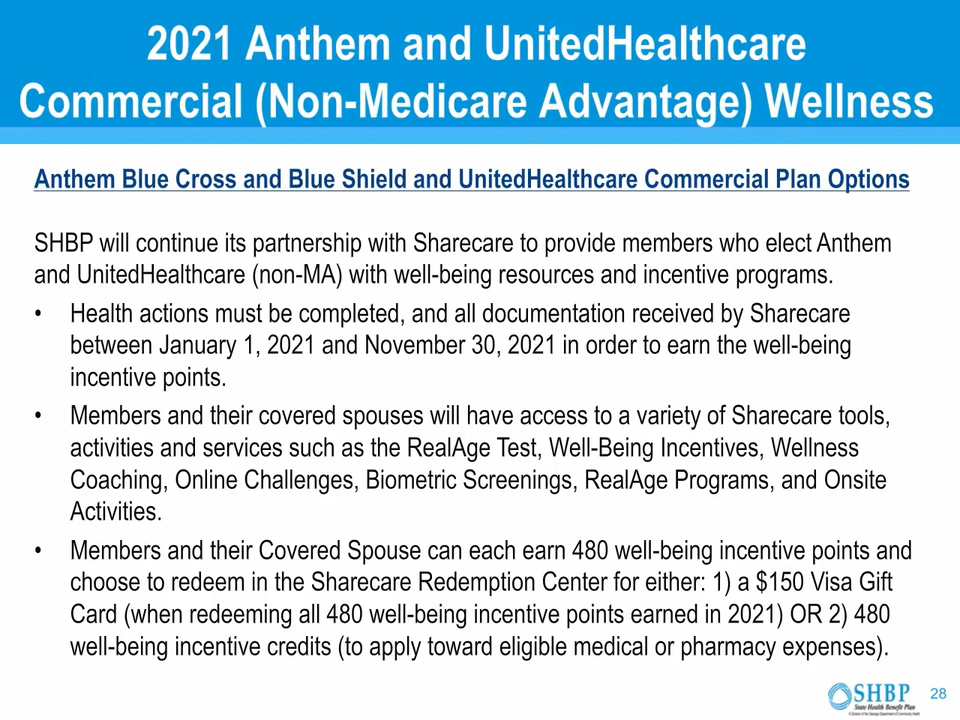 2021 Anthem and UnitedHealthcare
Commercial (Non-Medicare Advantage) Wellness
Anthem Blue Cross and Blue Shield and UnitedHealthcare Commercial Plan Options
SHBP will continue its partnership with Sharecare to provide members who elect Anthem
and UnitedHealthcare (non-MA) with well-being resources and incentive programs.
• Health actions must be completed, and all documentation received by Sharecare
between January 1, 2021 and November 30, 2021 in order to earn the well-being
incentive points.
• Members and their covered spouses will have access to a variety of Sharecare tools,
activities and services such as the RealAge Test, Well-Being Incentives, Wellness
Coaching, Online Challenges, Biometric Screenings, RealAge Programs, and Onsite
Activities.
• Members and their Covered Spouse can each earn 480 well-being incentive points and
choose to redeem in the Sharecare Redemption Center for either: 1) a $150 Visa Gift
Card (when redeeming all 480 well-being incentive points earned in 2021) OR 2) 480
well-being incentive credits (to apply toward eligible medical or pharmacy expenses).
SHBP
State Health Benefit Plan
A Division of the Georgia Department of Community Health
28